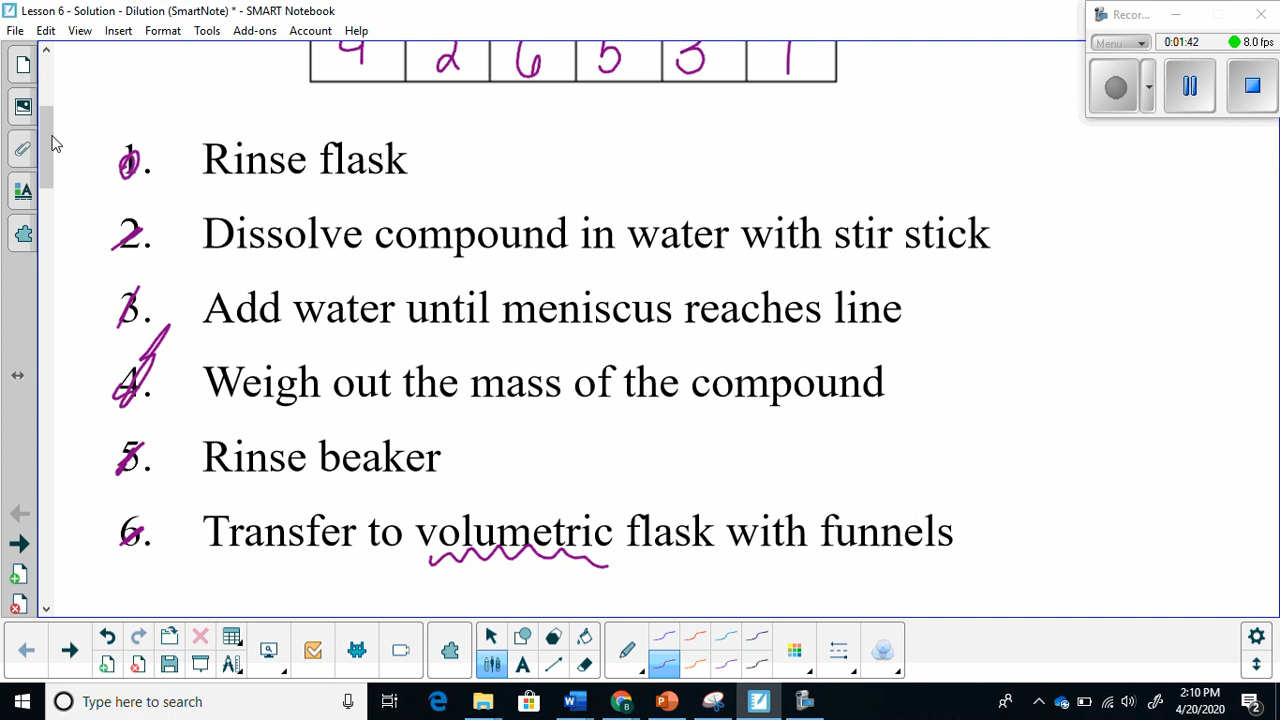 Lesson 6 - Solution - Dilution (SmartNote) * - SMART Notebook
File Edit View Insert Format Tools Add-ons Account Help
Recor...
Menu 0:01:42 8.0 fps
4 2 6 5 3 1
1. Rinse flask
2. Dissolve compound in water with stir stick
3. Add water until meniscus reaches line
4. Weigh out the mass of the compound
5. Rinse beaker
6. Transfer to volumetric flask with funnels
Type here to search
2:10 PM
4/20/2020
2